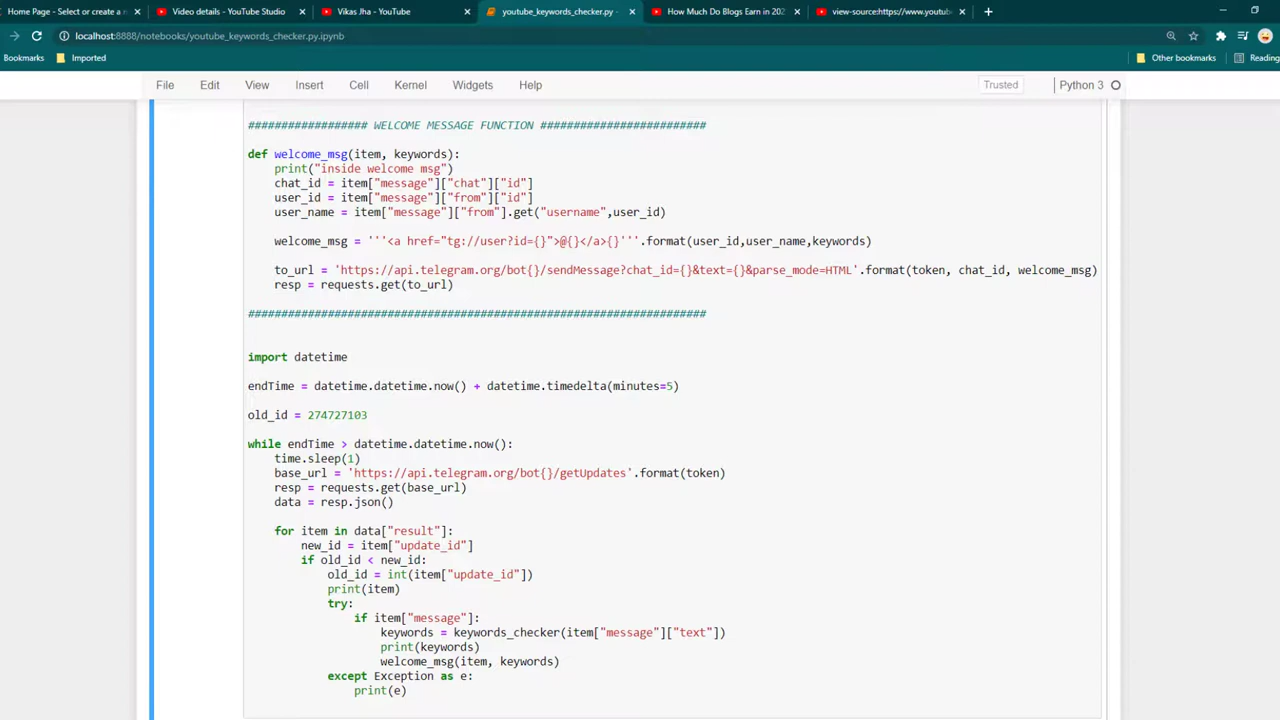 Home Page - Select or create a n
Video details - YouTube Studio
Vikas Jha - YouTube
youtube_keywords_checker.py -
How Much Do Blogs Earn in 202
view-source:https://www.youtub
localhost:8888/notebooks/youtube_keywords_checker.py.ipynb
Bookmarks Imported Other bookmarks Reading
File Edit View Insert Cell Kernel Widgets Help Trusted Python 3
################## WELCOME MESSAGE FUNCTION #########################
def welcome_msg(item, keywords):
    print("inside welcome msg")
    chat_id = item["message"]["chat"]["id"]
    user_id = item["message"]["from"]["id"]
    user_name = item["message"]["from"].get("username",user_id)
    welcome_msg = '''<a href="tg://user?id={}">@{}</a>{}'''.format(user_id,user_name,keywords)
    to_url = 'https://api.telegram.org/bot{}/sendMessage?chat_id={}&text={}&parse_mode=HTML'.format(token, chat_id, welcome_msg)
    resp = requests.get(to_url)
#####################################################################
import datetime
endTime = datetime.datetime.now() + datetime.timedelta(minutes=5)
old_id = 274727103
while endTime > datetime.datetime.now():
    time.sleep(1)
    base_url = 'https://api.telegram.org/bot{}/getUpdates'.format(token)
    resp = requests.get(base_url)
    data = resp.json()
    for item in data["result"]:
        new_id = item["update_id"]
        if old_id < new_id:
            old_id = int(item["update_id"])
            print(item)
            try:
                if item["message"]:
                    keywords = keywords_checker(item["message"]["text"])
                    print(keywords)
                    welcome_msg(item, keywords)
            except Exception as e:
                print(e)